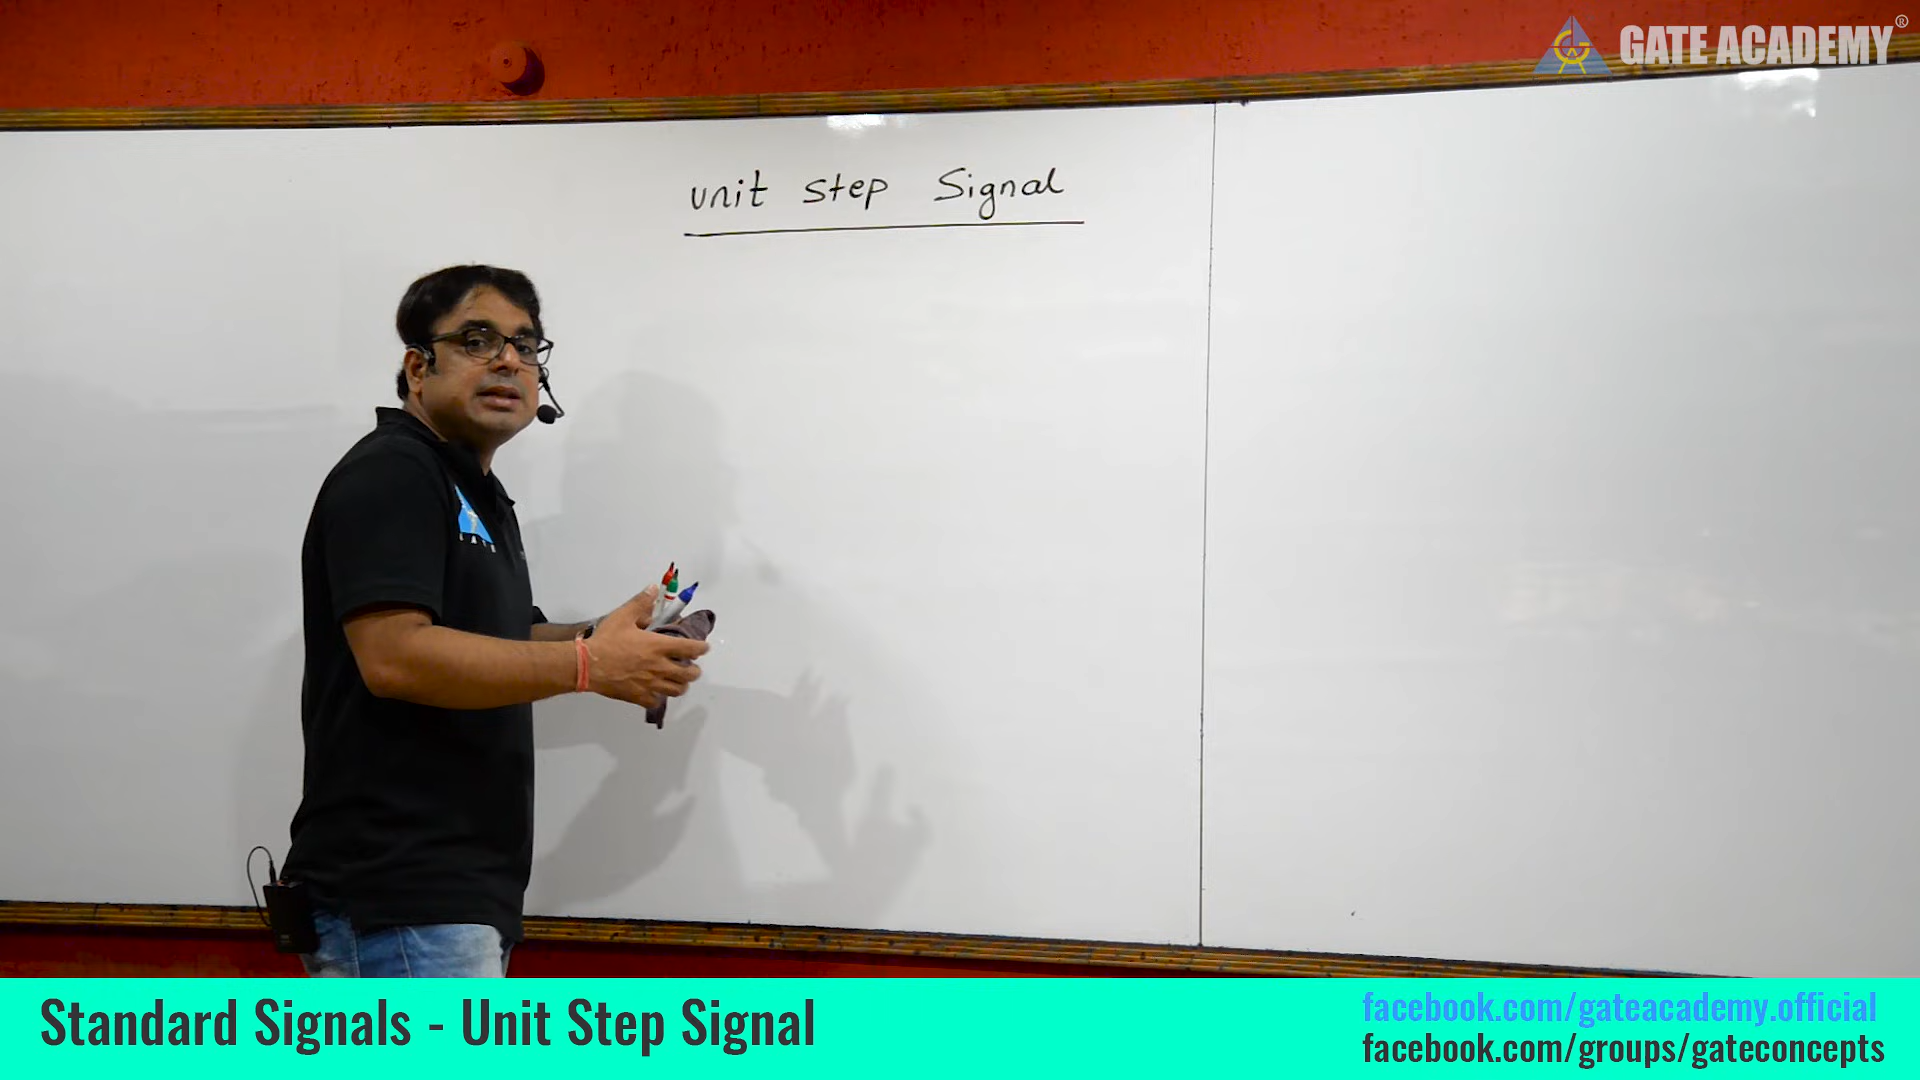 GATE ACADEMY®
unit step Signal
Standard Signals - Unit Step Signal
facebook.com/gateacademy.official
facebook.com/groups/gateconcepts